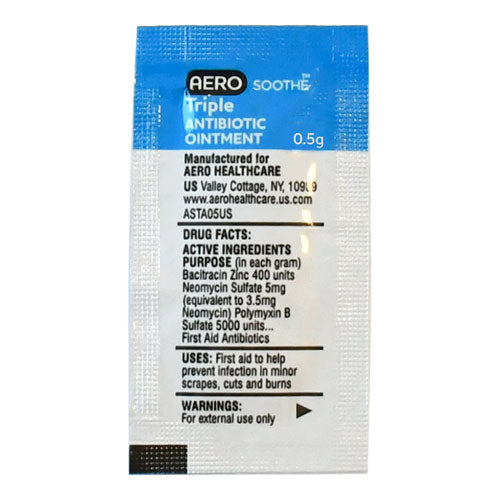 AERO SOOTHE™
Triple
ANTIBIOTIC
OINTMENT 0.5g
Manufactured for
AERO HEALTHCARE
US Valley Cottage, NY,
www.aerohealthcare.us.com
ASTA05US
DRUG FACTS:
ACTIVE INGREDIENTS
PURPOSE (in each gram)
Bacitracin Zinc 400 units
Neomycin Sulfate 5mg
(equivalent to 3.5mg
Neomycin) Polymyxin B
Sulfate 5000 units...
First Aid Antibiotics
USES: First aid to help
prevent infection in minor
scrapes, cuts and burns
WARNINGS:
For external use only